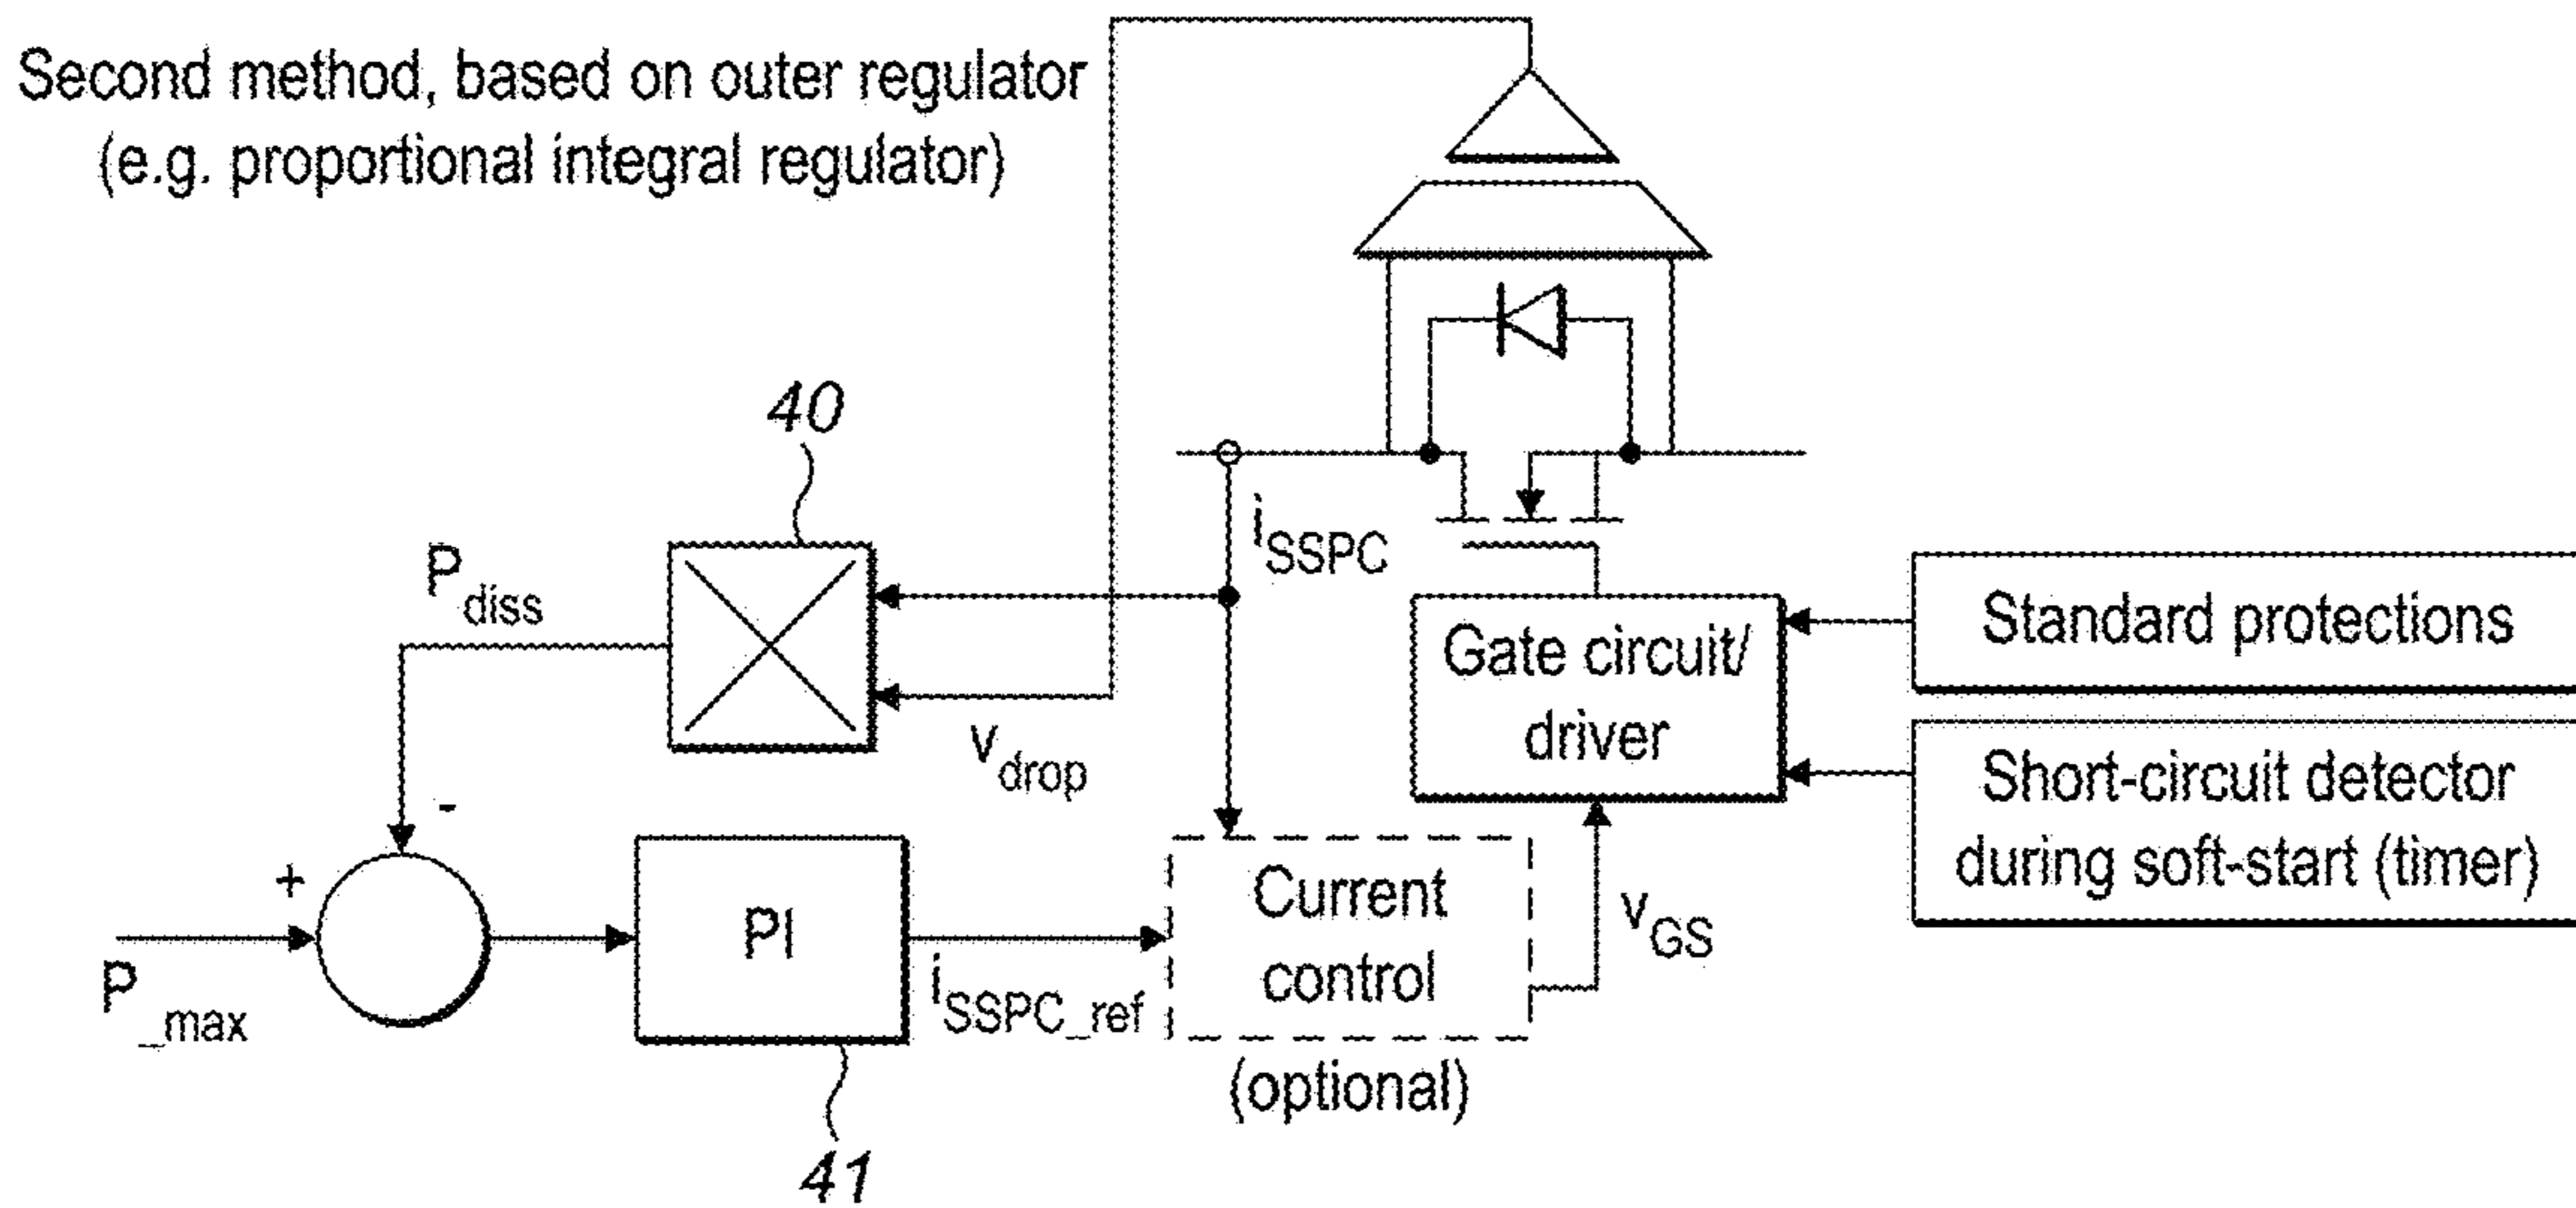 Second method, based on outer regulator
(e.g. proportional integral regulator)
40
i_SSPC
P_diss
v_drop
Gate circuit/
driver
Standard protections
Short-circuit detector
during soft-start (timer)
-
+
P_max
PI
i_SSPC_ref
Current
control
(optional)
v_GS
41